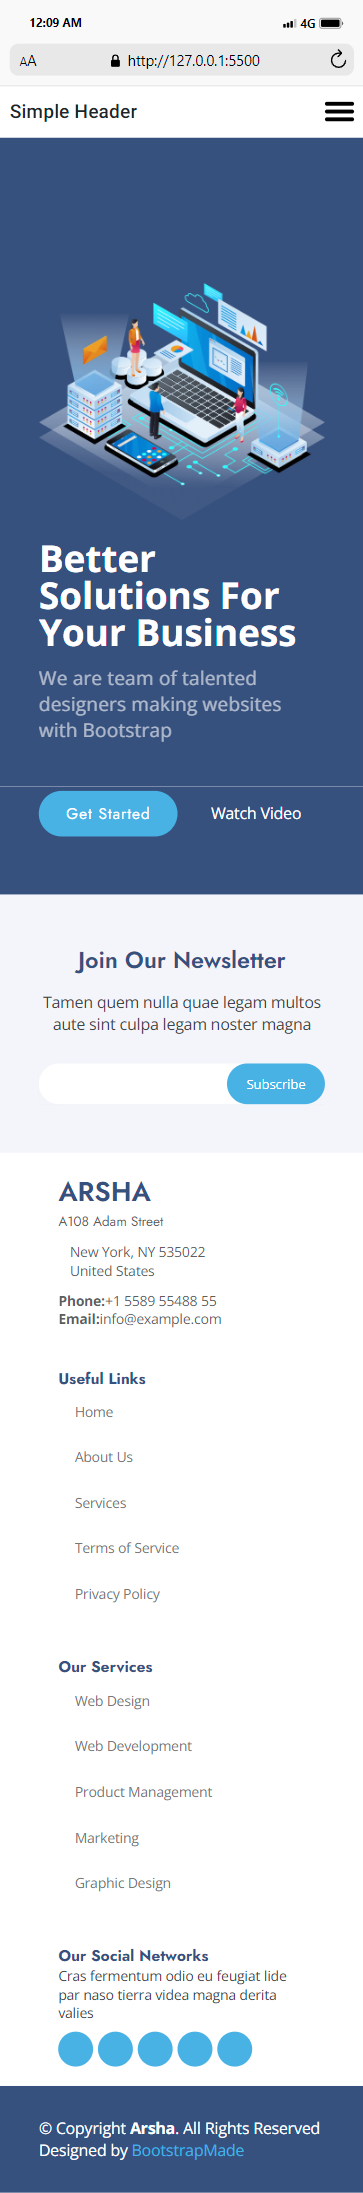 12:09 AM
4G
AA
http://127.0.0.1:5500
Simple Header
Better
Solutions For
Your Business
We are team of talented
designers making websites
with Bootstrap
Get Started
Watch Video
Join Our Newsletter
Tamen quem nulla quae legam multos
aute sint culpa legam noster magna
Subscribe
ARSHA
A108 Adam Street
New York, NY 535022
United States
Phone:+1 5589 55488 55
Email:info@example.com
Useful Links
Home
About Us
Services
Terms of Service
Privacy Policy
Our Services
Web Design
Web Development
Product Management
Marketing
Graphic Design
Our Social Networks
Cras fermentum odio eu feugiat lide
par naso tierra videa magna derita
valies
© Copyright Arsha. All Rights Reserved
Designed by BootstrapMade